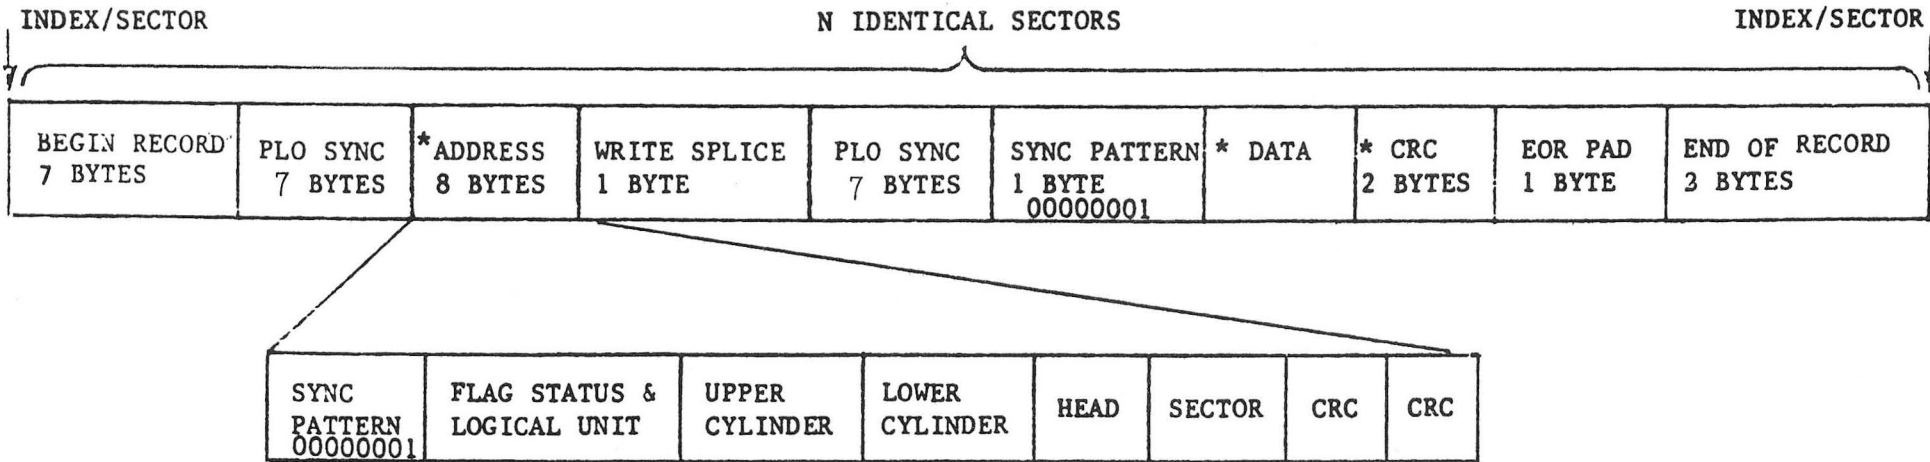 INDEX/SECTOR
N IDENTICAL SECTORS
INDEX/SECTOR
BEGIN RECORD
7 BYTES
PLO SYNC
7 BYTES
*ADDRESS
8 BYTES
WRITE SPLICE
1 BYTE
PLO SYNC
7 BYTES
SYNC PATTERN
1 BYTE
00000001
* DATA
* CRC
2 BYTES
EOR PAD
1 BYTE
END OF RECORD
3 BYTES
SYNC
PATTERN
00000001
FLAG STATUS &
LOGICAL UNIT
UPPER
CYLINDER
LOWER
CYLINDER
HEAD
SECTOR
CRC
CRC